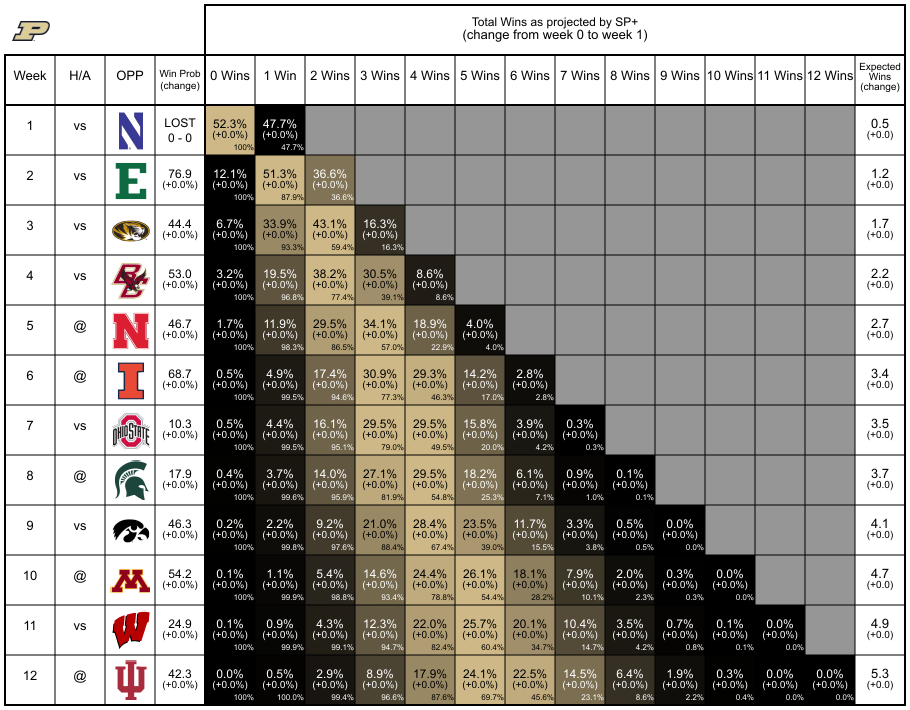 P
Total Wins as projected by SP+
(change from week 0 to week 1)
Week H/A OPP Win Prob (change) 0 Wins 1 Win 2 Wins 3 Wins 4 Wins 5 Wins 6 Wins 7 Wins 8 Wins 9 Wins 10 Wins 11 Wins 12 Wins Expected Wins (change)
1 vs N LOST 52.3% 47.7% 0.5
0 - 0 (+0.0%) (+0.0%) (+0.0)
100% 47.7%
2 vs E 76.9 12.1% 51.3% 36.6% 1.2
(+0.0%) (+0.0%) (+0.0%) (+0.0%) (+0.0)
100% 87.9% 36.6%
3 vs 44.4 6.7% 33.9% 43.1% 16.3% 1.7
(+0.0%) (+0.0%) (+0.0%) (+0.0%) (+0.0%) (+0.0)
100% 93.3% 59.4% 16.3%
4 vs BC 53.0 3.2% 19.5% 38.2% 30.5% 8.6% 2.2
(+0.0%) (+0.0%) (+0.0%) (+0.0%) (+0.0%) (+0.0%) (+0.0)
100% 96.8% 77.4% 39.1% 8.6%
5 @ N 46.7 1.7% 11.9% 29.5% 34.1% 18.9% 4.0% 2.7
(+0.0%) (+0.0%) (+0.0%) (+0.0%) (+0.0%) (+0.0%) (+0.0%) (+0.0)
100% 98.3% 86.5% 57.0% 22.9% 4.0%
6 @ I 68.7 0.5% 4.9% 17.4% 30.9% 29.3% 14.2% 2.8% 3.4
(+0.0%) (+0.0%) (+0.0%) (+0.0%) (+0.0%) (+0.0%) (+0.0%) (+0.0%) (+0.0)
100% 99.5% 94.6% 77.3% 46.3% 17.0% 2.8%
7 vs OHIO STATE 10.3 0.5% 4.4% 16.1% 29.5% 29.5% 15.8% 3.9% 0.3% 3.5
(+0.0%) (+0.0%) (+0.0%) (+0.0%) (+0.0%) (+0.0%) (+0.0%) (+0.0%) (+0.0%) (+0.0)
100% 99.5% 95.1% 79.0% 49.5% 20.0% 4.2% 0.3%
8 @ 17.9 0.4% 3.7% 14.0% 27.1% 29.5% 18.2% 6.1% 0.9% 0.1% 3.7
(+0.0%) (+0.0%) (+0.0%) (+0.0%) (+0.0%) (+0.0%) (+0.0%) (+0.0%) (+0.0%) (+0.0%) (+0.0)
100% 99.6% 95.9% 81.9% 54.8% 25.3% 7.1% 1.0% 0.1%
9 vs 46.3 0.2% 2.2% 9.2% 21.0% 28.4% 23.5% 11.7% 3.3% 0.5% 0.0% 4.1
(+0.0%) (+0.0%) (+0.0%) (+0.0%) (+0.0%) (+0.0%) (+0.0%) (+0.0%) (+0.0%) (+0.0%) (+0.0%) (+0.0)
100% 99.8% 97.6% 88.4% 67.4% 39.0% 15.5% 3.8% 0.5% 0.0%
10 @ M 54.2 0.1% 1.1% 5.4% 14.6% 24.4% 26.1% 18.1% 7.9% 2.0% 0.3% 0.0% 4.7
(+0.0%) (+0.0%) (+0.0%) (+0.0%) (+0.0%) (+0.0%) (+0.0%) (+0.0%) (+0.0%) (+0.0%) (+0.0%) (+0.0%) (+0.0)
100% 99.9% 98.8% 93.4% 78.8% 54.4% 28.2% 10.1% 2.3% 0.3% 0.0%
11 vs W 24.9 0.1% 0.9% 4.3% 12.3% 22.0% 25.7% 20.1% 10.4% 3.5% 0.7% 0.1% 0.0% 4.9
(+0.0%) (+0.0%) (+0.0%) (+0.0%) (+0.0%) (+0.0%) (+0.0%) (+0.0%) (+0.0%) (+0.0%) (+0.0%) (+0.0%) (+0.0%) (+0.0)
100% 99.9% 99.1% 94.7% 82.4% 60.4% 34.7% 14.7% 4.2% 0.8% 0.1% 0.0%
12 @ IU 42.3 0.0% 0.5% 2.9% 8.9% 17.9% 24.1% 22.5% 14.5% 6.4% 1.9% 0.3% 0.0% 0.0% 5.3
(+0.0%) (+0.0%) (+0.0%) (+0.0%) (+0.0%) (+0.0%) (+0.0%) (+0.0%) (+0.0%) (+0.0%) (+0.0%) (+0.0%) (+0.0%) (+0.0%) (+0.0)
100% 100.0% 99.4% 96.6% 87.6% 69.7% 45.6% 23.1% 8.6% 2.2% 0.4% 0.0% 0.0%